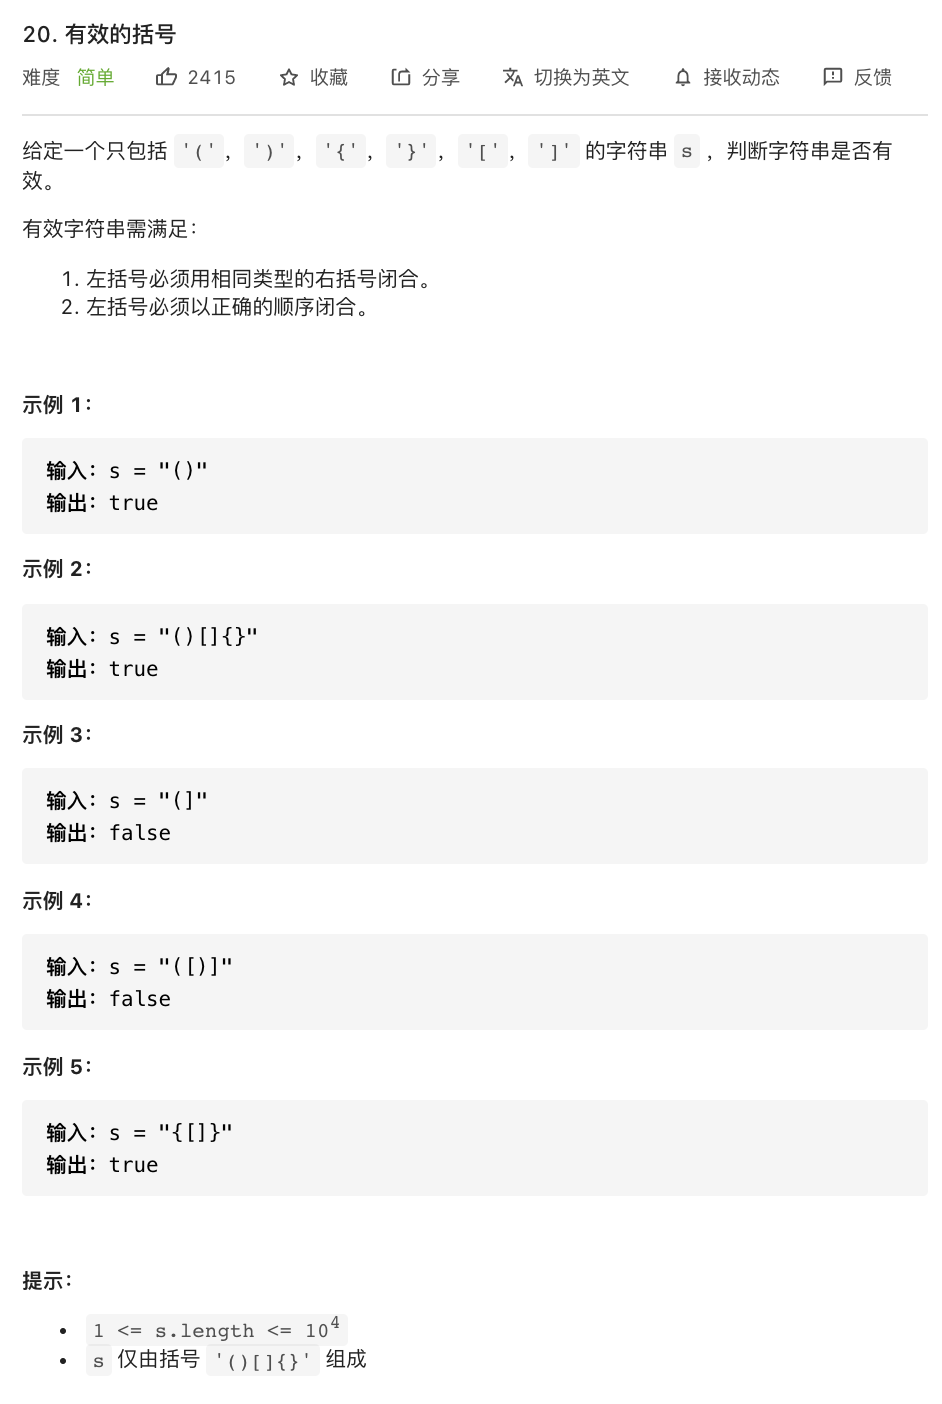 20. 有效的括号
难度 简单 2415 收藏 分享 切换为英文 接收动态 反馈
给定一个只包括 '(', ')', '{', '}', '[', ']' 的字符串 s ，判断字符串是否有
效。
有效字符串需满足：
1. 左括号必须用相同类型的右括号闭合。
2. 左括号必须以正确的顺序闭合。
示例 1：
输入：s = "()"
输出：true
示例 2：
输入：s = "()[]{}"
输出：true
示例 3：
输入：s = "(]"
输出：false
示例 4：
输入：s = "([)]"
输出：false
示例 5：
输入：s = "{[]}"
输出：true
提示：
• 1 <= s.length <= 10⁴
• s 仅由括号 '()[]{}' 组成